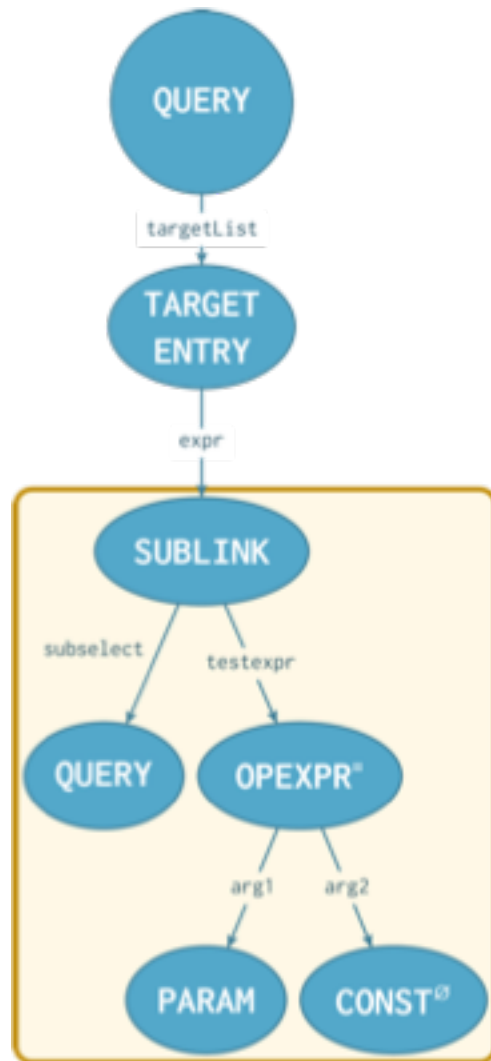 QUERY
targetList
TARGET
ENTRY
expr
SUBLINK
subselect
testexpr
QUERY
OPEXPR⁼
arg1
arg2
PARAM
CONST∅